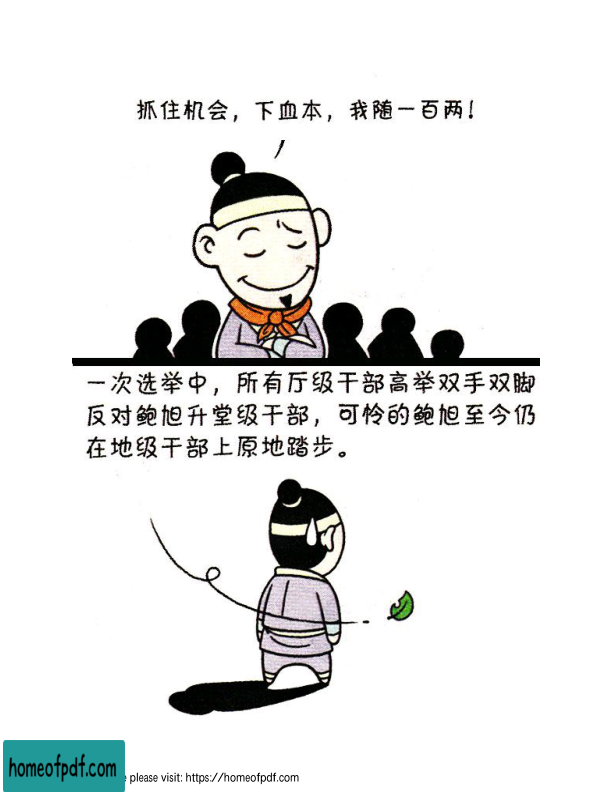 抓住机会，下血本，我随一百两！
一次选举中，所有厅级干部高举双手双脚
反对鲍旭升堂级干部，可怜的鲍旭至今仍
在地级干部上原地踏步。
homeofpdf.com
e please visit: https://homeofpdf.com